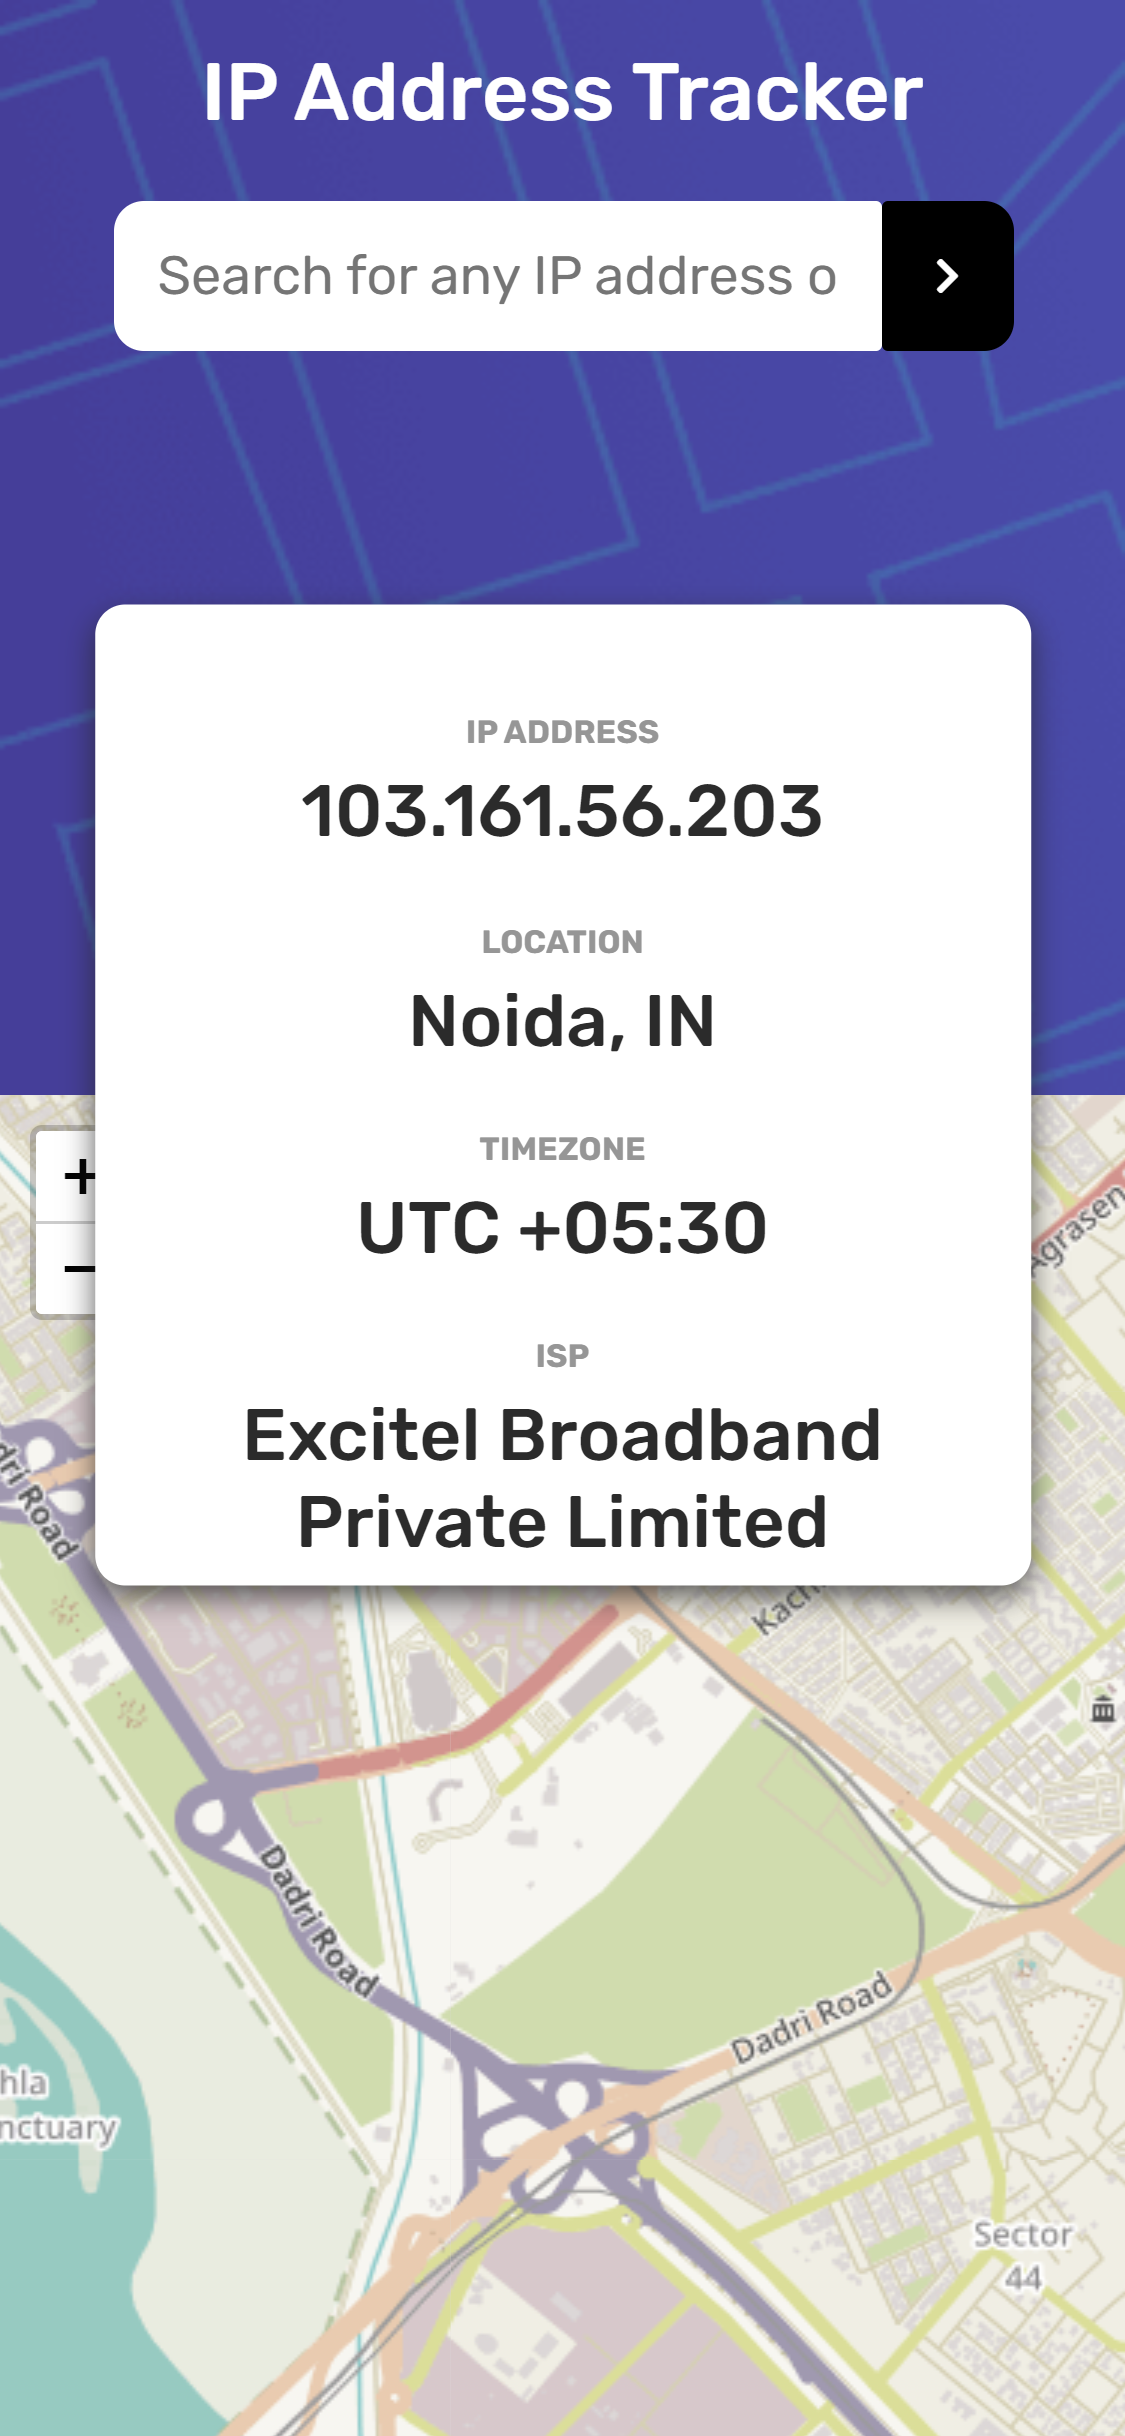 IP Address Tracker
Search for any IP address o
IP ADDRESS
103.161.56.203
LOCATION
Noida, IN
TIMEZONE
UTC +05:30
ISP
Excitel Broadband
Private Limited
+
−
Agrasen
dri Road
Kach
Dadri Road
Dadri Road
hla
nctuary
Sector
44